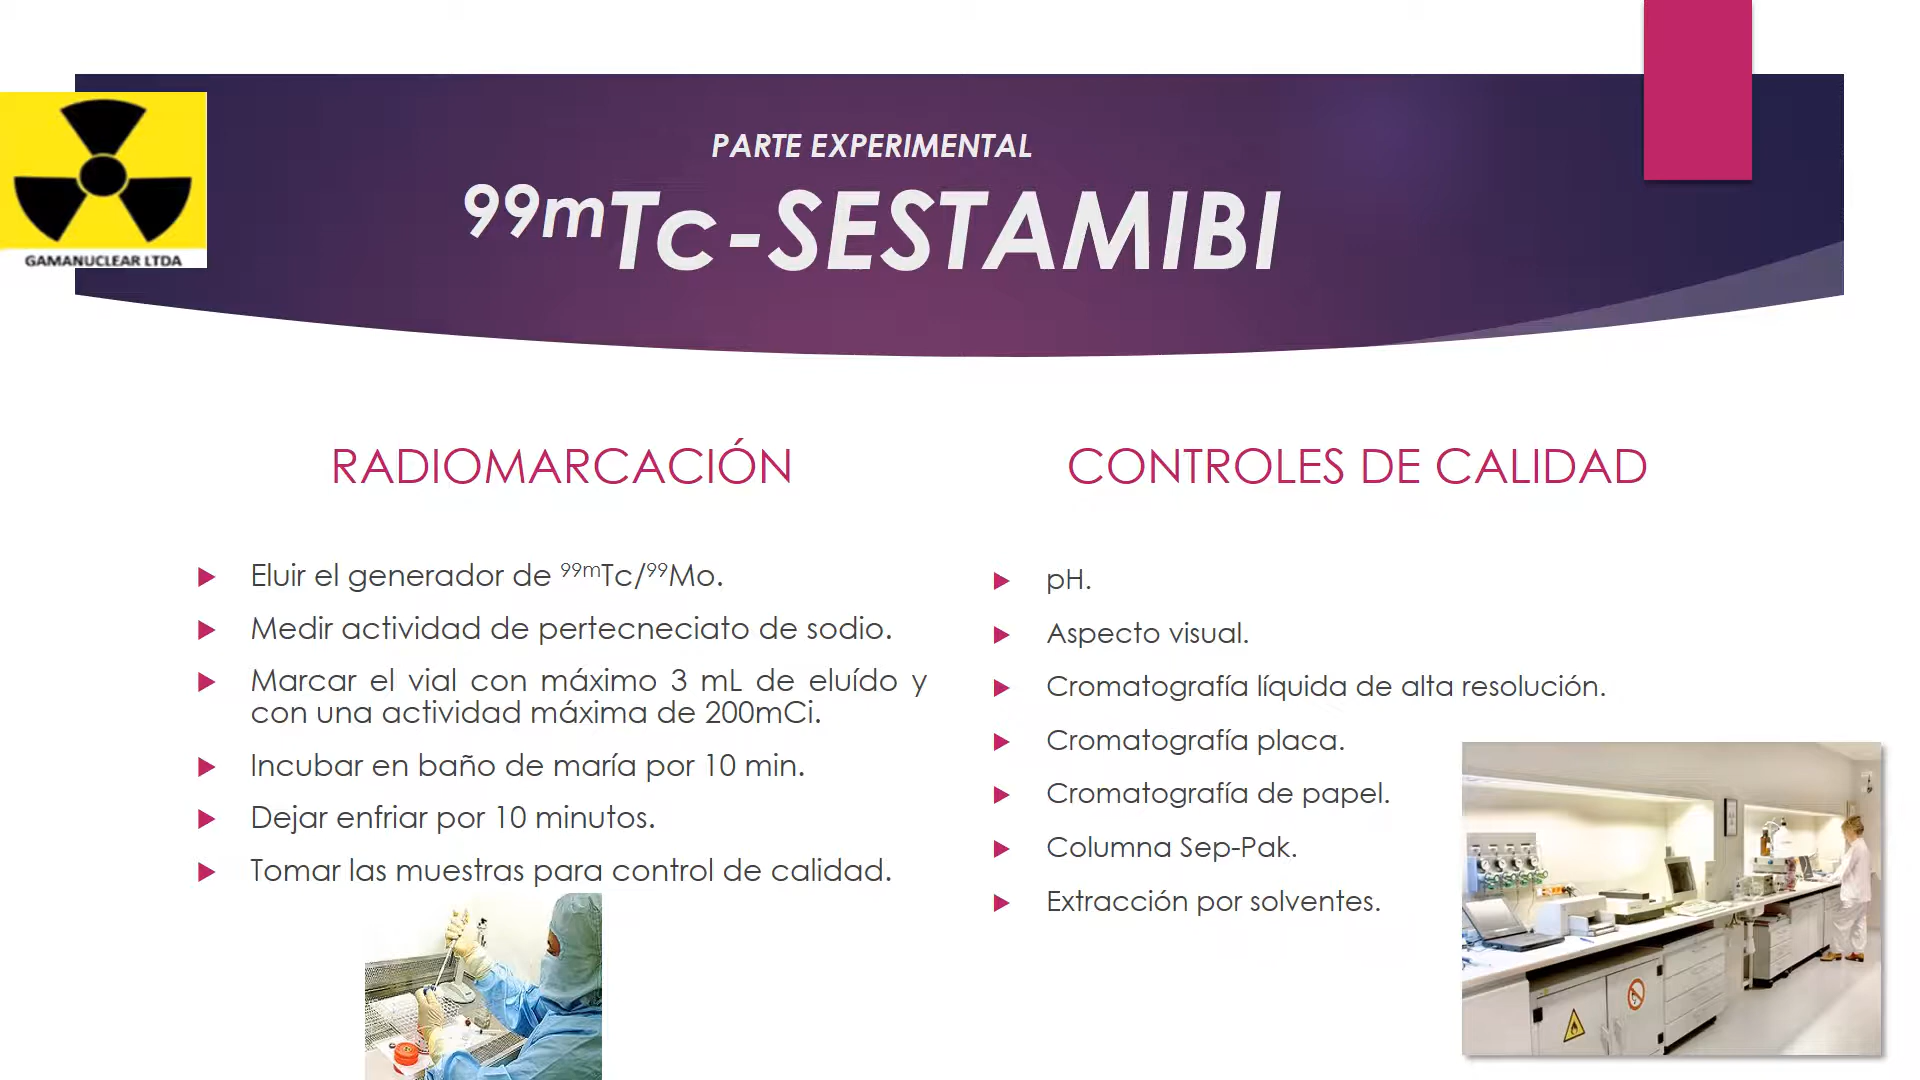 GAMANUCLEAR LTDA
PARTE EXPERIMENTAL
99mTc-SESTAMIBI
RADIOMARCACIÓN
Eluir el generador de 99mTc/99Mo.
Medir actividad de pertecneciato de sodio.
Marcar el vial con máximo 3 mL de eluído y
con una actividad máxima de 200mCi.
Incubar en baño de maría por 10 min.
Dejar enfriar por 10 minutos.
Tomar las muestras para control de calidad.
CONTROLES DE CALIDAD
pH.
Aspecto visual.
Cromatografía líquida de alta resolución.
Cromatografía placa.
Cromatografía de papel.
Columna Sep-Pak.
Extracción por solventes.